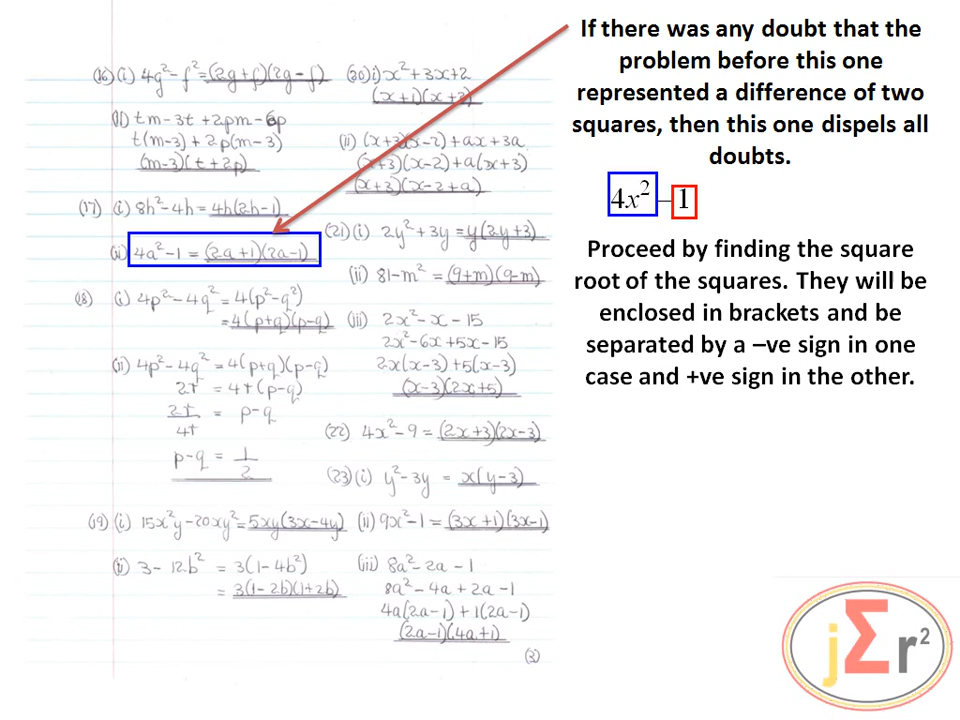 (16)(i) 4g²-f²=(2g+f)(2g-f)
(ii) tm-3t+2pm-6p
t(m-3)+2p(m-3)
(m-3)(t+2p)
(17) (i) 8h²-4h=4h(2h-1)
(ii) 4a²-1=(2a+1)(2a-1)
(18) (i) 4p²-4q²=4(p²-q²)
=4(p+q)(p-q)
(ii) 4p²-4q²=4(p+q)(p-q)
2t = 4t(p-q)
2t/4t = p-q
p-q = 1/2
(19) (i) 15x²y-20xy²=5xy(3x-4y)
(ii) 3-12b² = 3(1-4b²)
= 3(1-2b)(1+2b)
(20)(i) x²+3x+2
(x+1)(x+2)
(ii) (x+3)(x-2)+ax+3a
(x+3)(x-2)+a(x+3)
(x+3)(x-2+a)
(21)(i) 2y²+3y=y(2y+3)
(ii) 81-m²=(9+m)(9-m)
(iii) 2x²-x-15
2x²-6x+5x-15
2x(x-3)+5(x-3)
(x-3)(2x+5)
(22) 4x²-9=(2x+3)(2x-3)
(23)(i) y²-3y = x(y-3)
(ii) 9x²-1=(3x+1)(3x-1)
(iii) 8a²-2a-1
8a²-4a+2a-1
4a(2a-1)+1(2a-1)
(2a-1)(4a+1)
(3)
If there was any doubt that the
problem before this one
represented a difference of two
squares, then this one dispels all
doubts.
4x²–1
Proceed by finding the square
root of the squares. They will be
enclosed in brackets and be
separated by a –ve sign in one
case and +ve sign in the other.
jΣr²